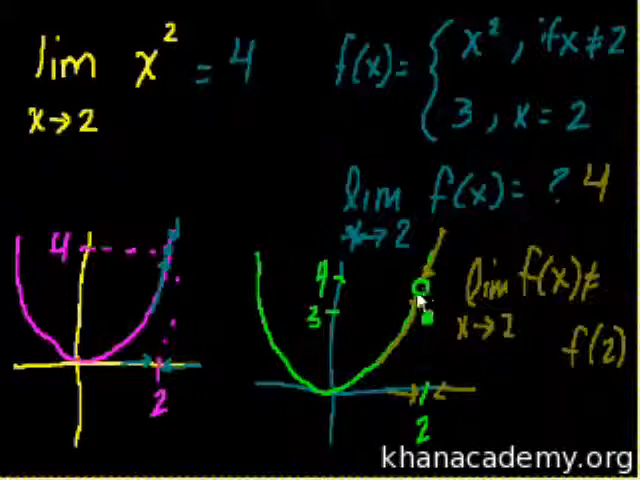 lim x² = 4
x→2
f(x) = { x², if x ≠ 2
3, x = 2
lim f(x) = ? 4
x→2
4
2
4
3
2
lim f(x) ≠
x→2
f(2)
khanacademy.org